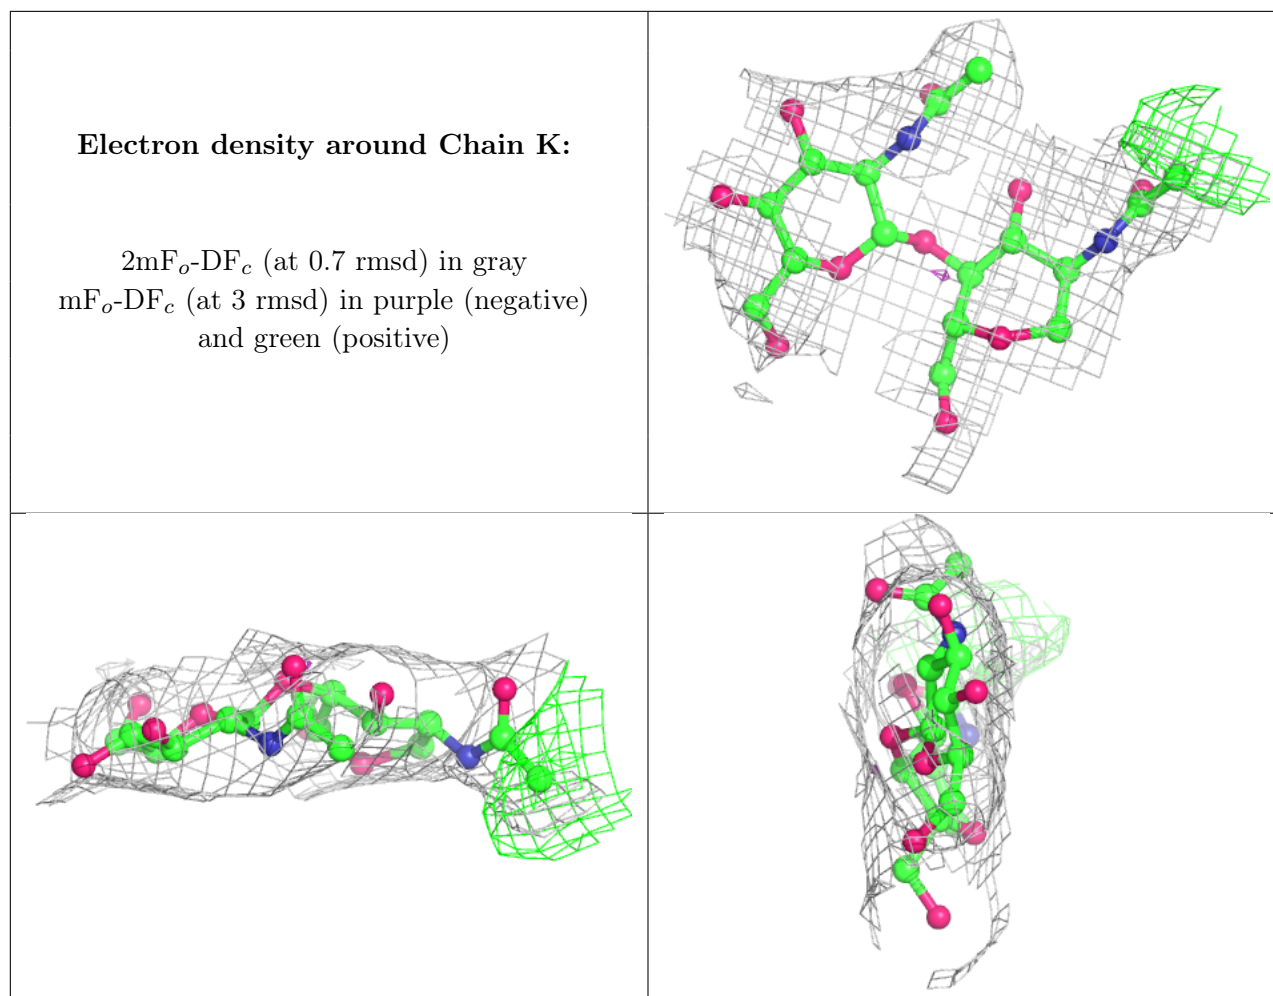 Electron density around Chain K:
2mFₒ-DF𝒸 (at 0.7 rmsd) in gray
mFₒ-DF𝒸 (at 3 rmsd) in purple (negative)
and green (positive)